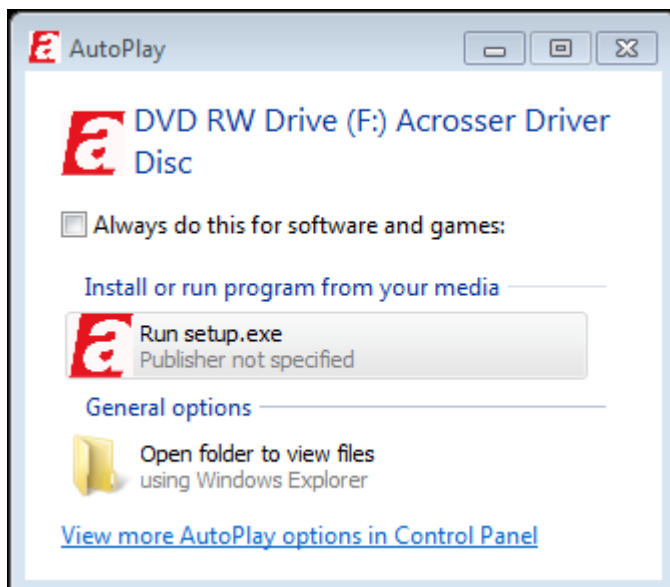 AutoPlay
DVD RW Drive (F:) Acrosser Driver
Disc
Always do this for software and games:
Install or run program from your media
Run setup.exe
Publisher not specified
General options
Open folder to view files
using Windows Explorer
View more AutoPlay options in Control Panel